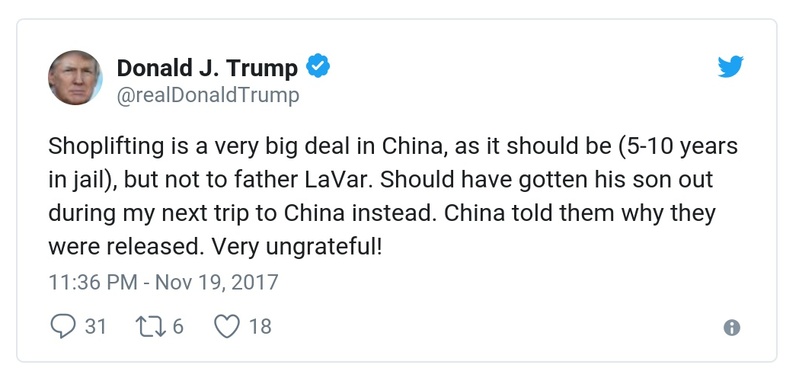 Donald J. Trump
@realDonaldTrump
Shoplifting is a very big deal in China, as it should be (5-10 years
in jail), but not to father LaVar. Should have gotten his son out
during my next trip to China instead. China told them why they
were released. Very ungrateful!
11:36 PM - Nov 19, 2017
31 6 18